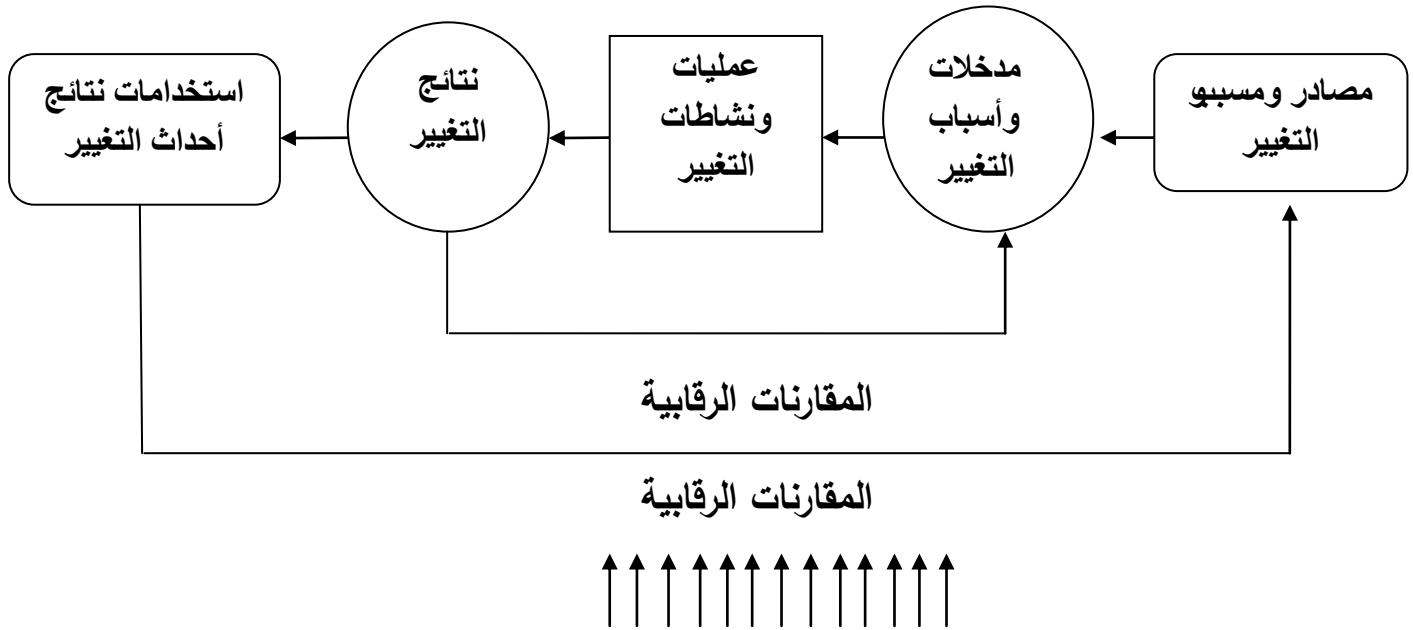 مصادر ومسببو
التغيير
مدخلات
وأسباب
التغيير
عمليات
ونشاطات
التغيير
نتائج
التغيير
استخدامات نتائج
أحداث التغيير
المقارنات الرقابية
المقارنات الرقابية